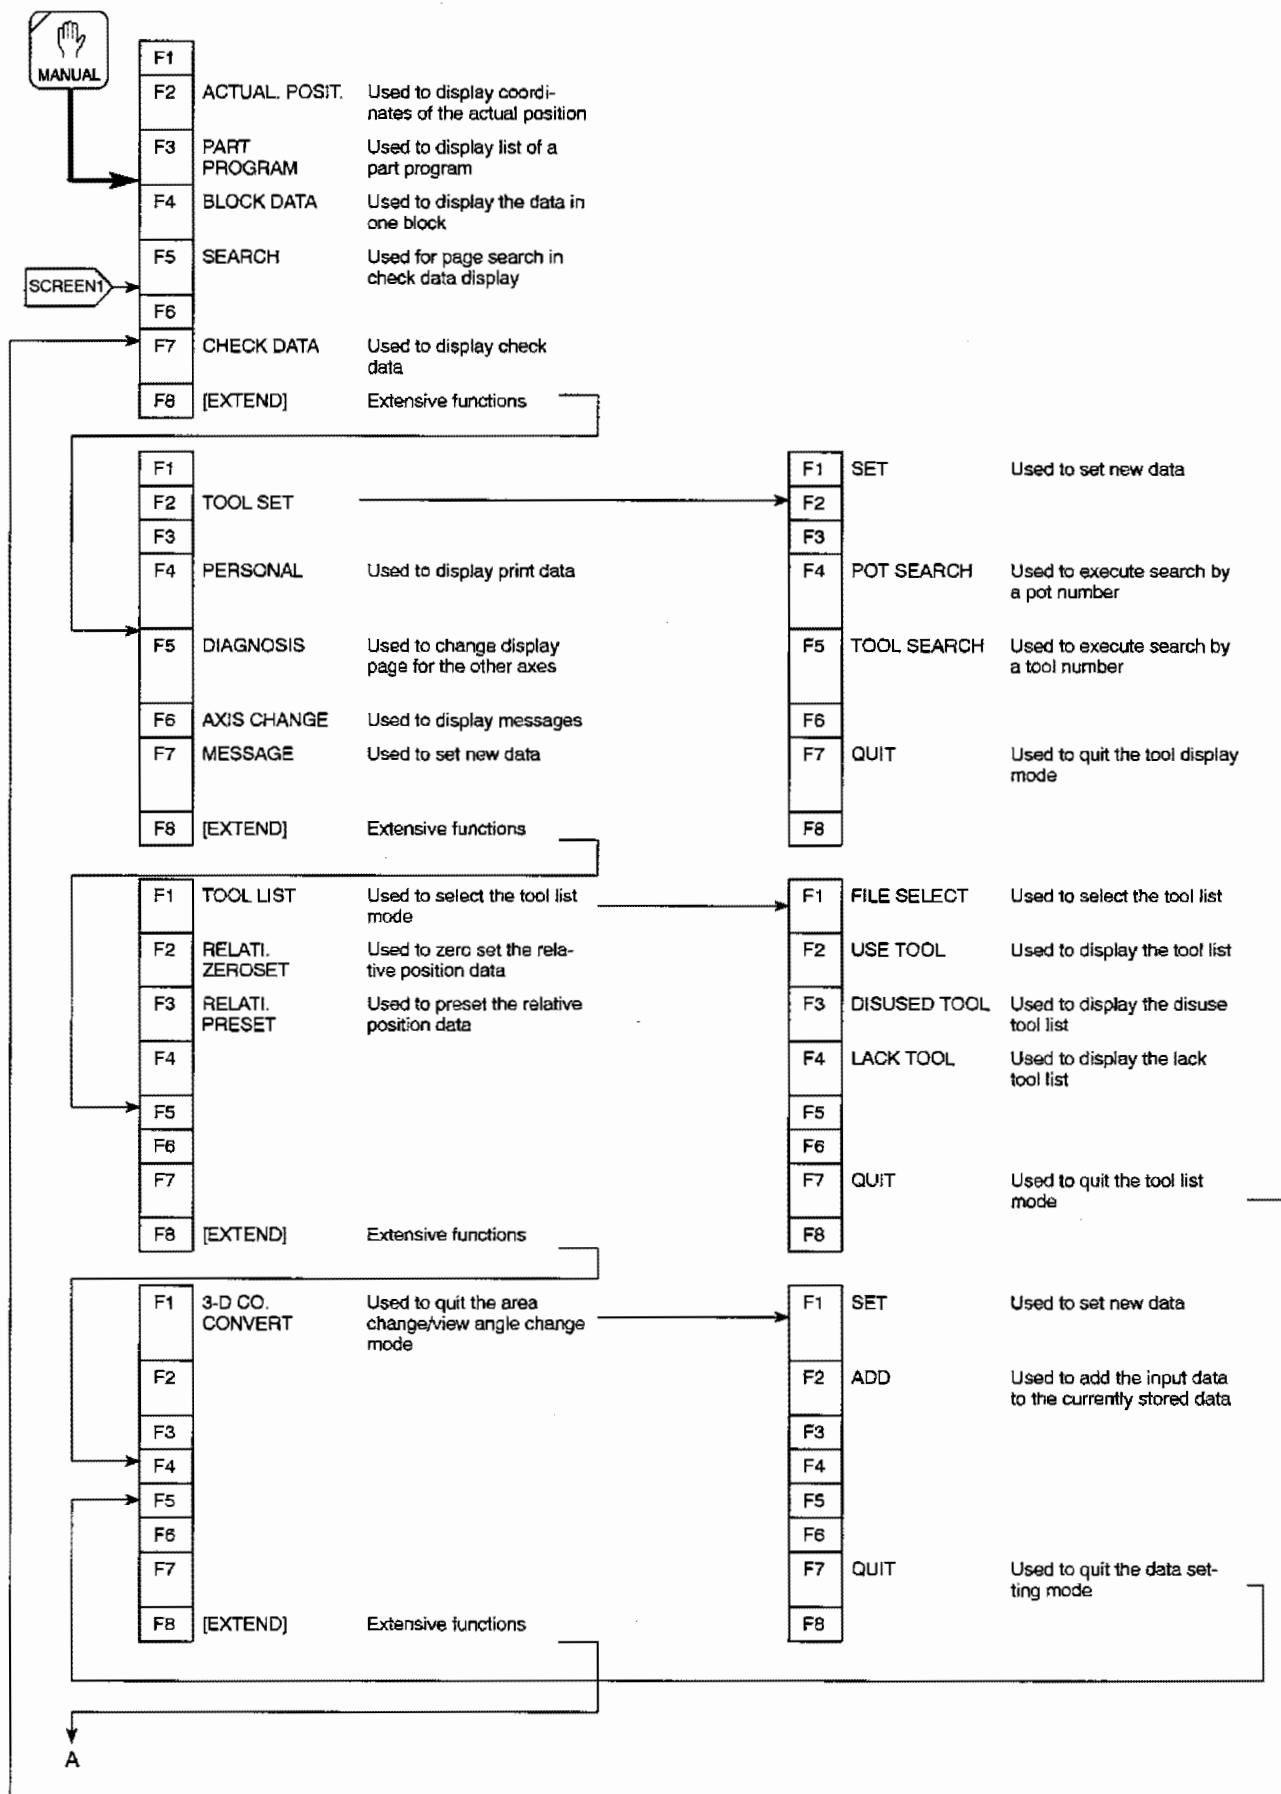 MANUAL
F1
F2 ACTUAL. POSIT. Used to display coordi-
nates of the actual position
F3 PART Used to display list of a
PROGRAM part program
F4 BLOCK DATA Used to display the data in
one block
F5 SEARCH Used for page search in
check data display
SCREEN1
F6
F7 CHECK DATA Used to display check
data
F8 [EXTEND] Extensive functions
F1
F2 TOOL SET
F3
F4 PERSONAL Used to display print data
F5 DIAGNOSIS Used to change display
page for the other axes
F6 AXIS CHANGE Used to display messages
F7 MESSAGE Used to set new data
F8 [EXTEND] Extensive functions
F1 SET Used to set new data
F2
F3
F4 POT SEARCH Used to execute search by
a pot number
F5 TOOL SEARCH Used to execute search by
a tool number
F6
F7 QUIT Used to quit the tool display
mode
F8
F1 TOOL LIST Used to select the tool list
mode
F2 RELATI. Used to zero set the rela-
ZEROSET tive position data
F3 RELATI. Used to preset the relative
PRESET position data
F4
F5
F6
F7
F8 [EXTEND] Extensive functions
F1 FILE SELECT Used to select the tool list
F2 USE TOOL Used to display the tool list
F3 DISUSED TOOL Used to display the disuse
tool list
F4 LACK TOOL Used to display the lack
tool list
F5
F6
F7 QUIT Used to quit the tool list
mode
F8
F1 3-D CO. Used to quit the area
CONVERT change/view angle change
mode
F2
F3
F4
F5
F6
F7
F8 [EXTEND] Extensive functions
F1 SET Used to set new data
F2 ADD Used to add the input data
to the currently stored data
F3
F4
F5
F6
F7 QUIT Used to quit the data set-
ting mode
F8
A